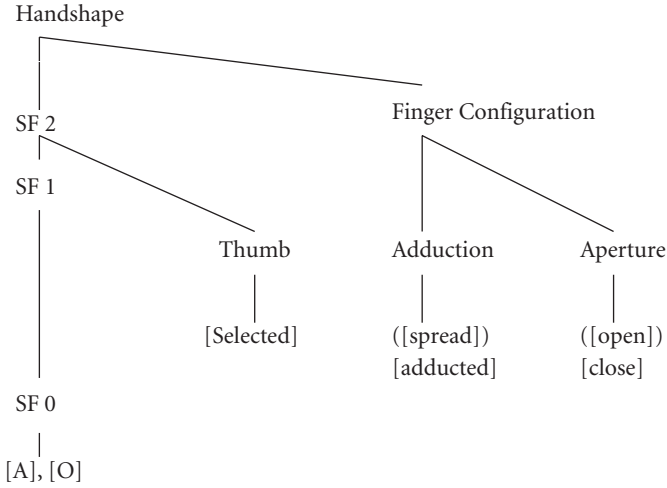 Handshape
SF 2
Finger Configuration
SF 1
Thumb
Adduction
Aperture
[Selected]
([spread])
[adducted]
([open])
[close]
SF 0
[A], [O]